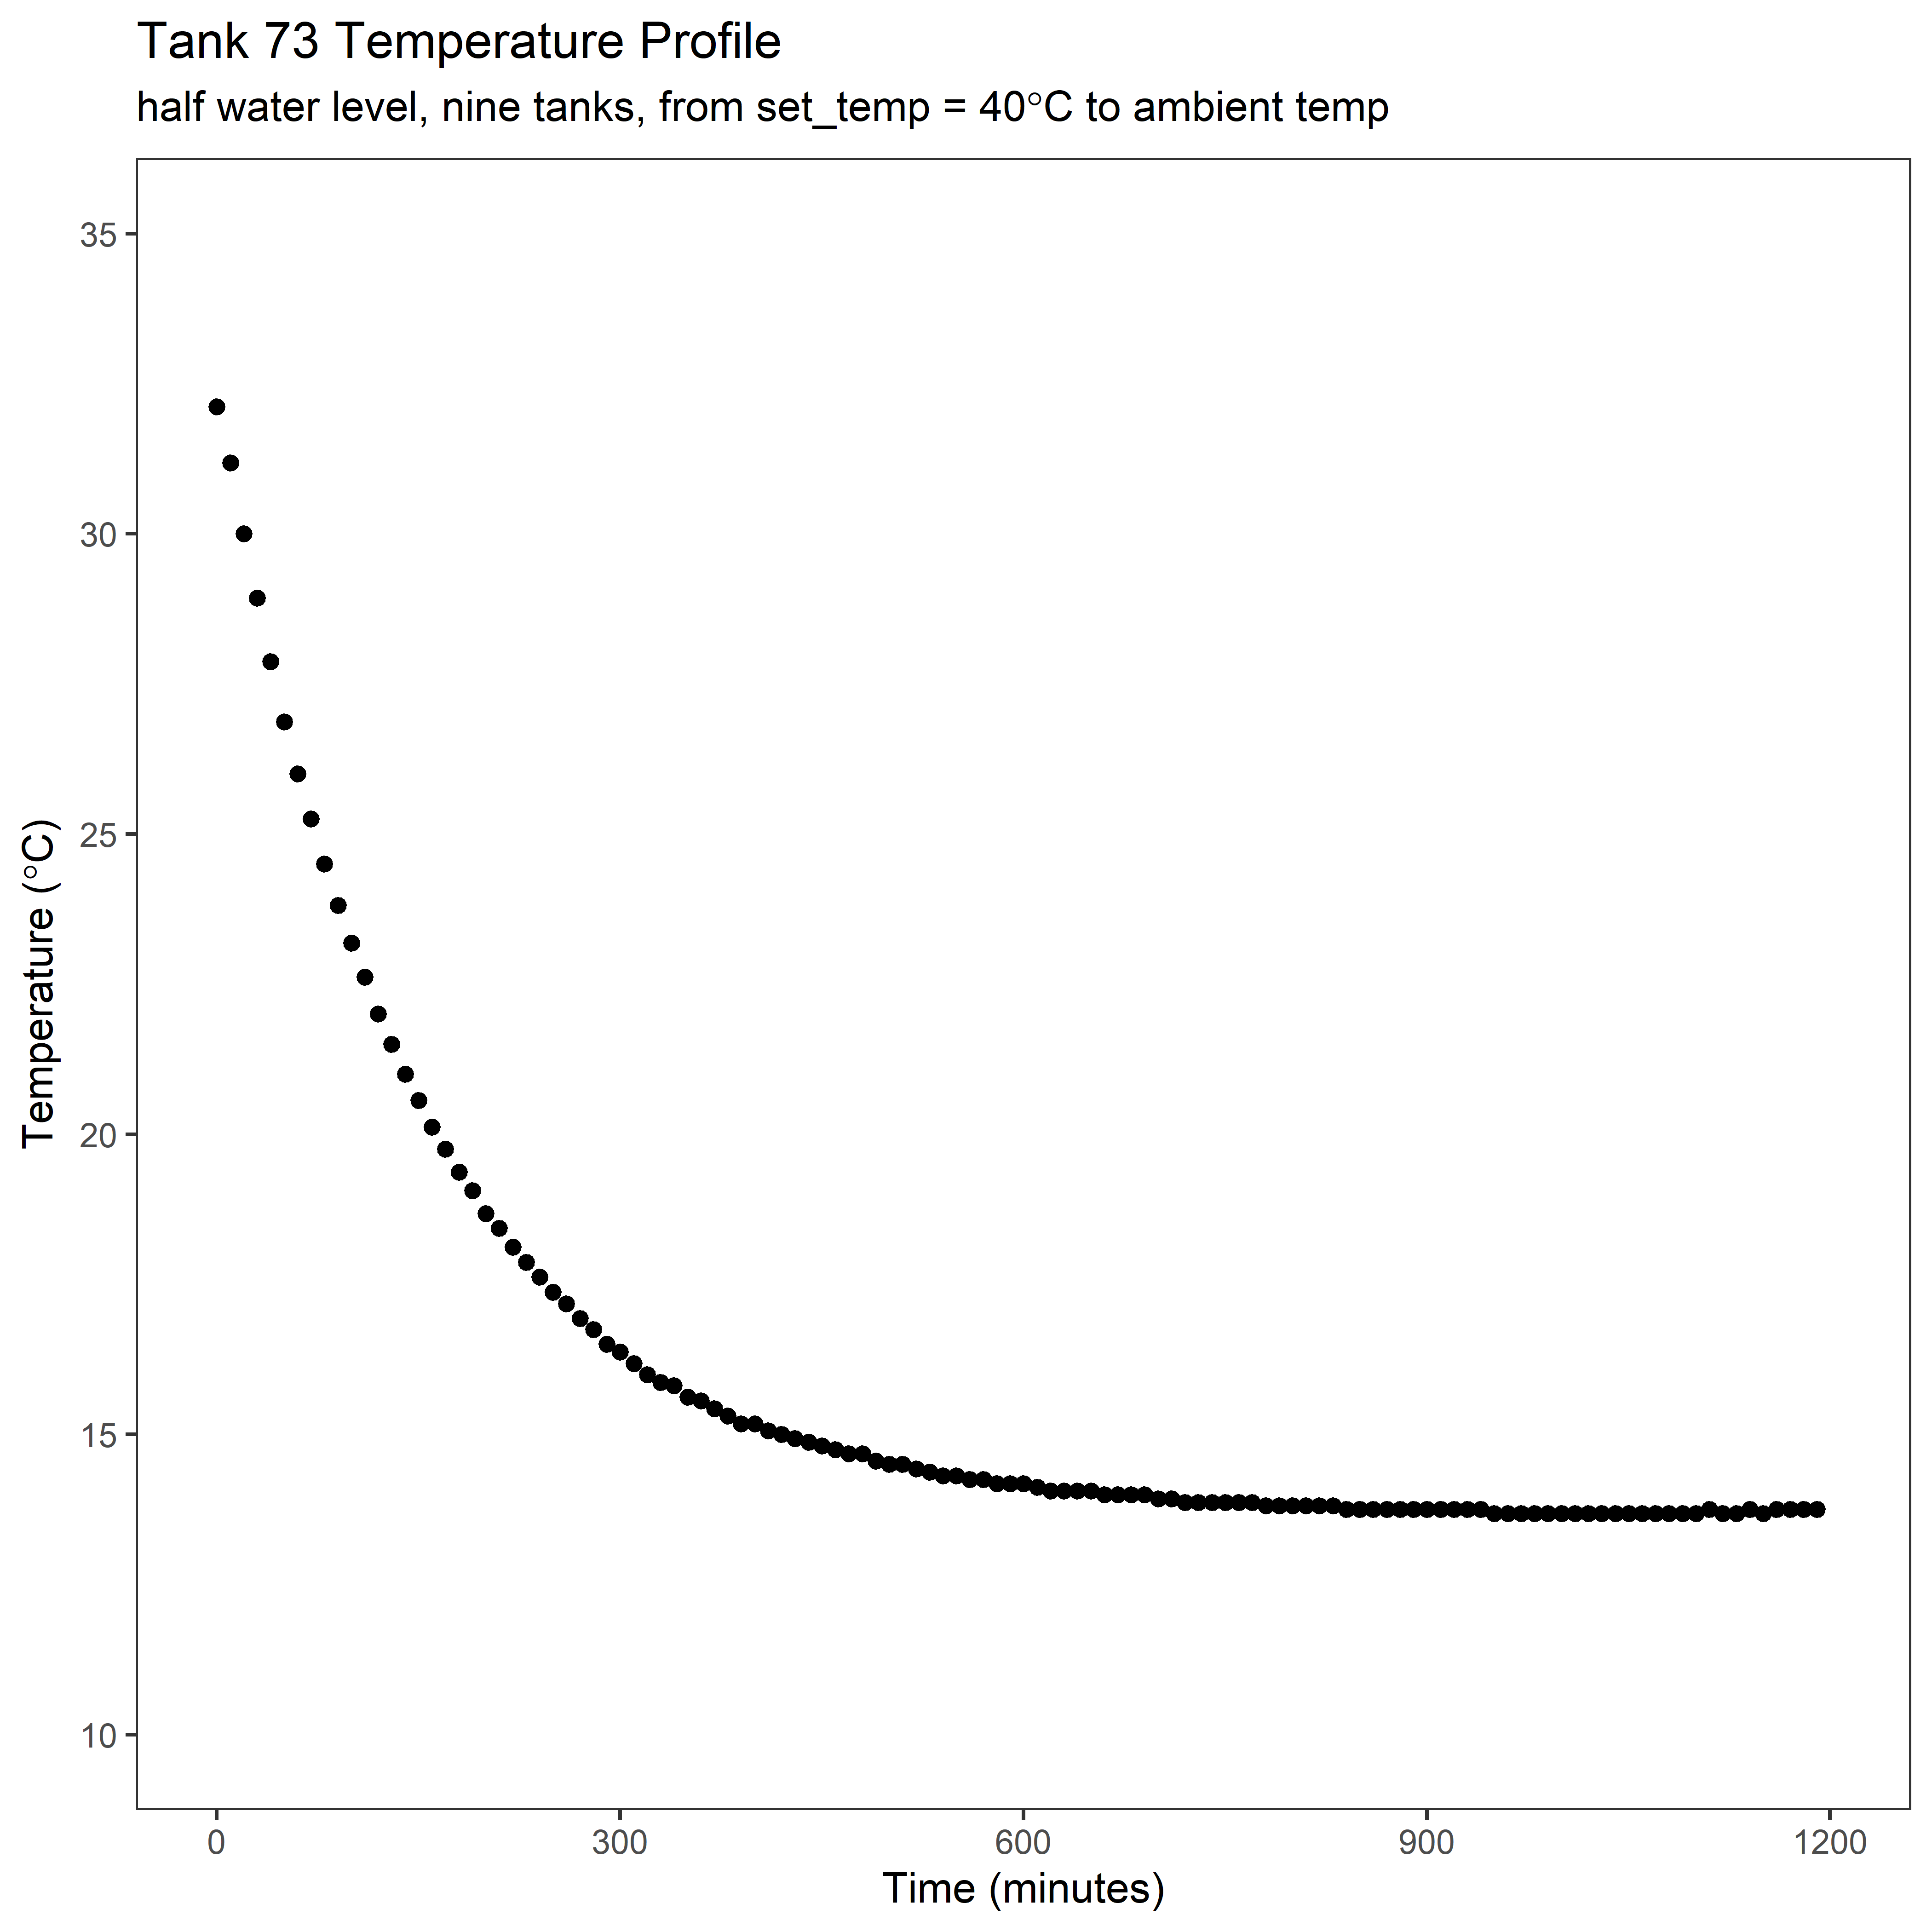 Tank 73 Temperature Profile
half water level, nine tanks, from set_temp = 40°C to ambient temp
35
30
25
20
15
10
Temperature (°C)
0 300 600 900 1200
Time (minutes)